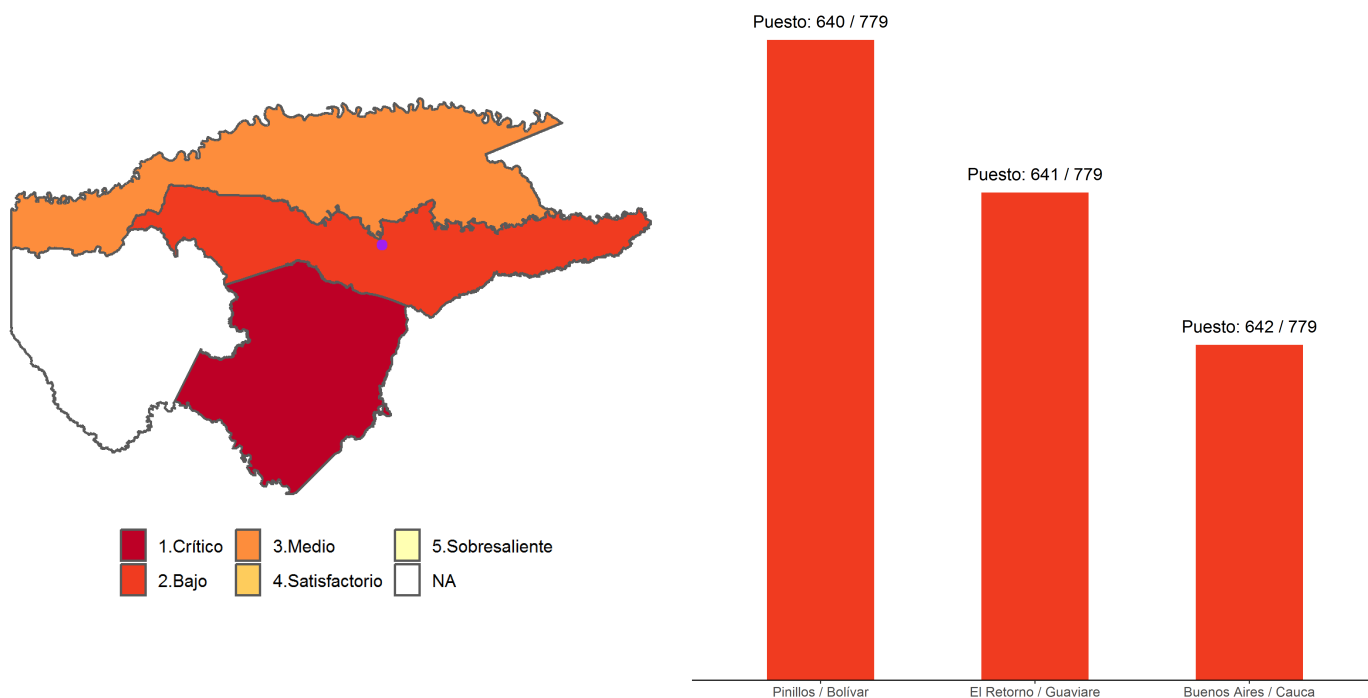 Puesto: 640 / 779
Puesto: 641 / 779
Puesto: 642 / 779
1.Crítico
3.Medio
5.Sobresaliente
2.Bajo
4.Satisfactorio
NA
Pinillos / Bolívar
El Retorno / Guaviare
Buenos Aires / Cauca